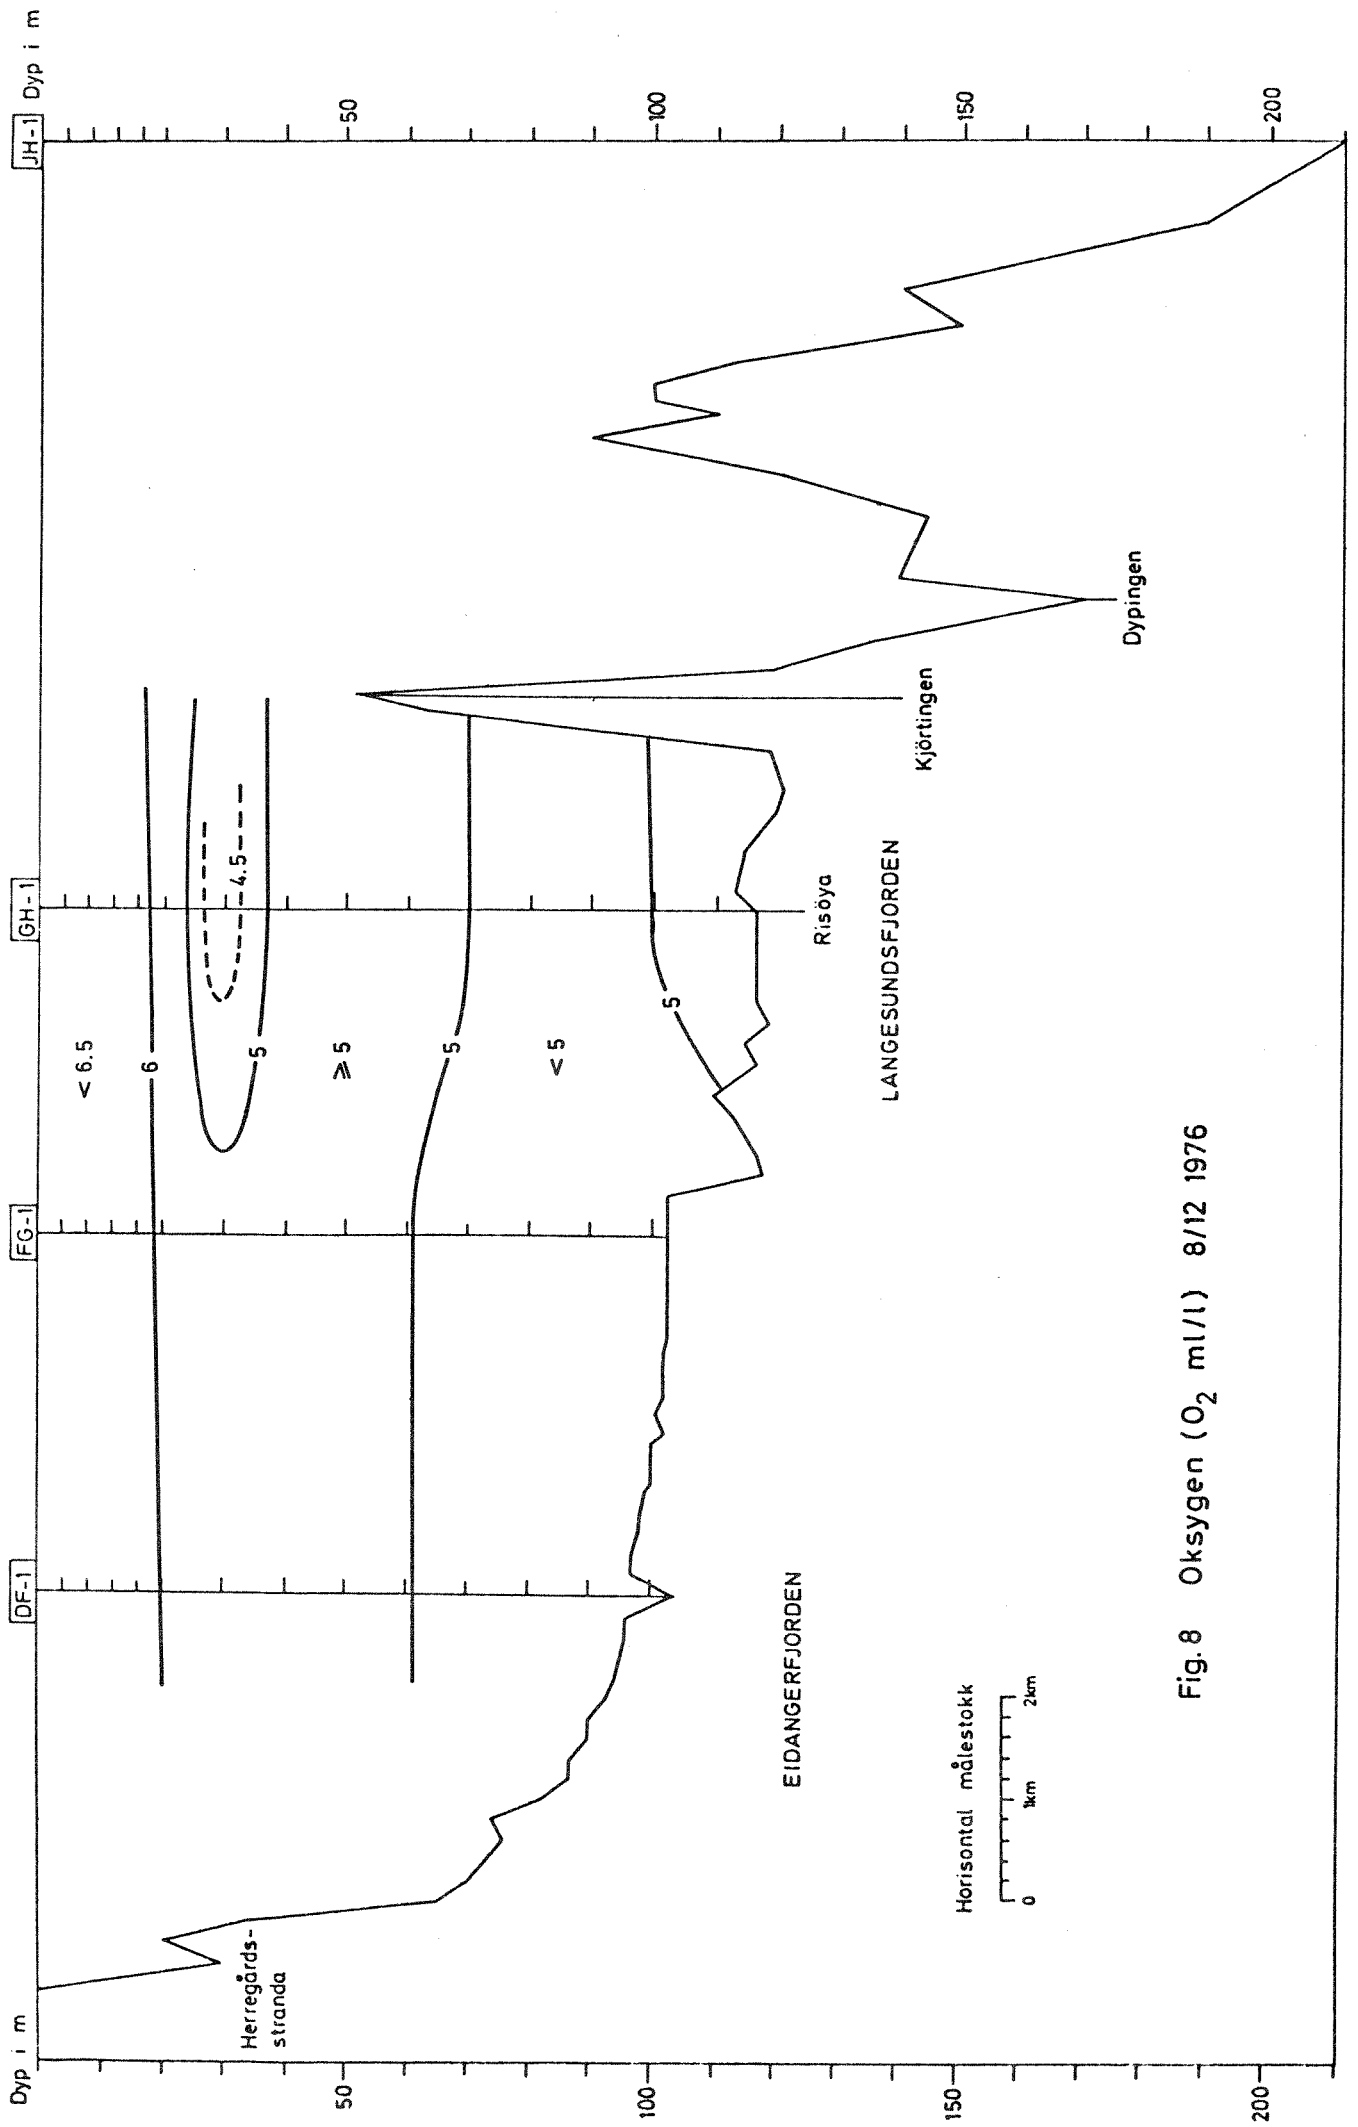 Dyp i m
DF-1
FG-1
GH-1
JH-1
Dyp i m
50
100
150
200
50
100
150
200
< 6.5
6
4.5
5
≥ 5
5
< 5
5
Herregårds-
stranda
EIDANGERFJORDEN
LANGESUNDSFJORDEN
Risöya
Kjörtingen
Dypingen
Horisontal målestokk
0
1km
2km
Fig. 8 Oksygen (O₂ ml/l) 8/12 1976